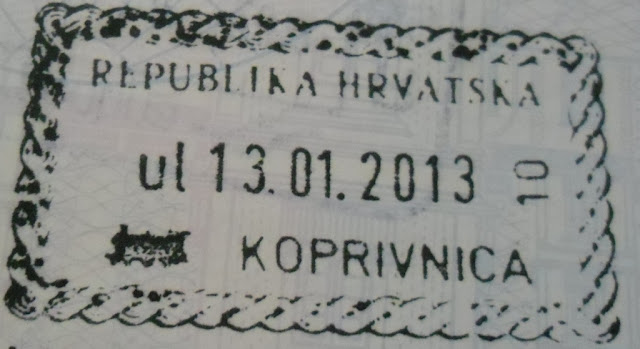 REPUBLIKA HRVATSKA
ul 13.01.2013 10
KOPRIVNICA